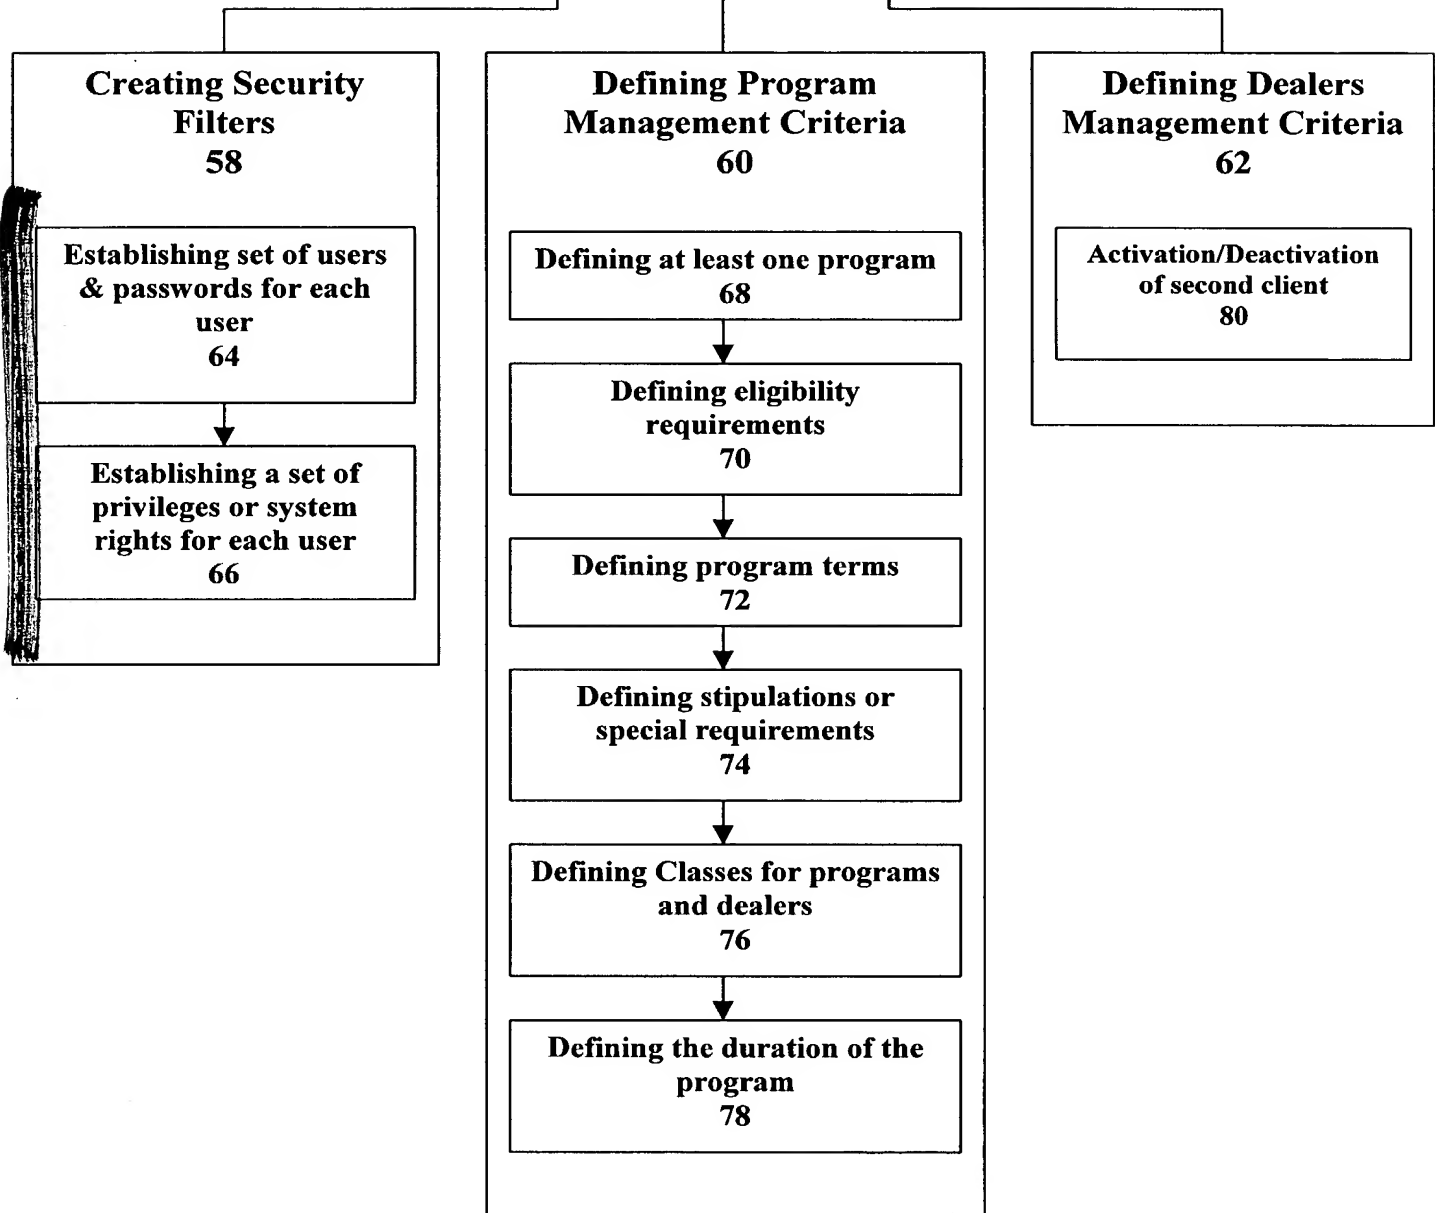 Creating Security
Filters
58
Establishing set of users
& passwords for each
user
64
Establishing a set of
privileges or system
rights for each user
66
Defining Program
Management Criteria
60
Defining at least one program
68
Defining eligibility
requirements
70
Defining program terms
72
Defining stipulations or
special requirements
74
Defining Classes for programs
and dealers
76
Defining the duration of the
program
78
Defining Dealers
Management Criteria
62
Activation/Deactivation
of second client
80